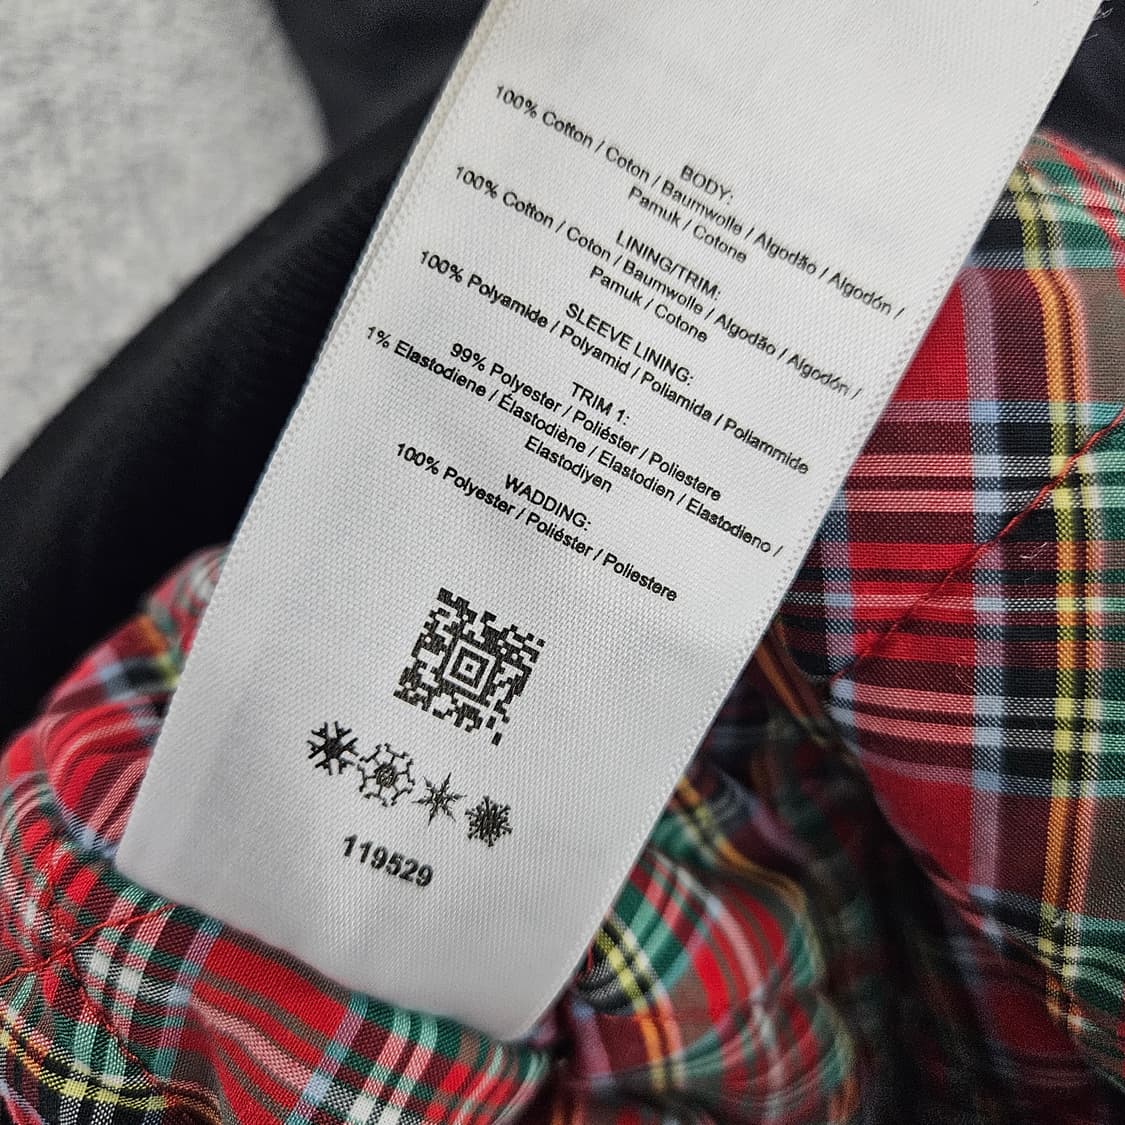 BODY:
100% Cotton / Coton / Baumwolle / Algodão / Algodón /
Pamuk / Cotone
LINING/TRIM:
100% Cotton / Coton / Baumwolle / Algodão / Algodón /
Pamuk / Cotone
SLEEVE LINING:
100% Polyamide / Polyamid / Poliamida / Poliammide
TRIM 1:
99% Polyester / Poliéster / Poliestere
1% Elastodiene / Élastodiène / Elastodien / Elastodieno /
Elastodiyen
WADDING:
100% Polyester / Poliéster / Poliestere
119529